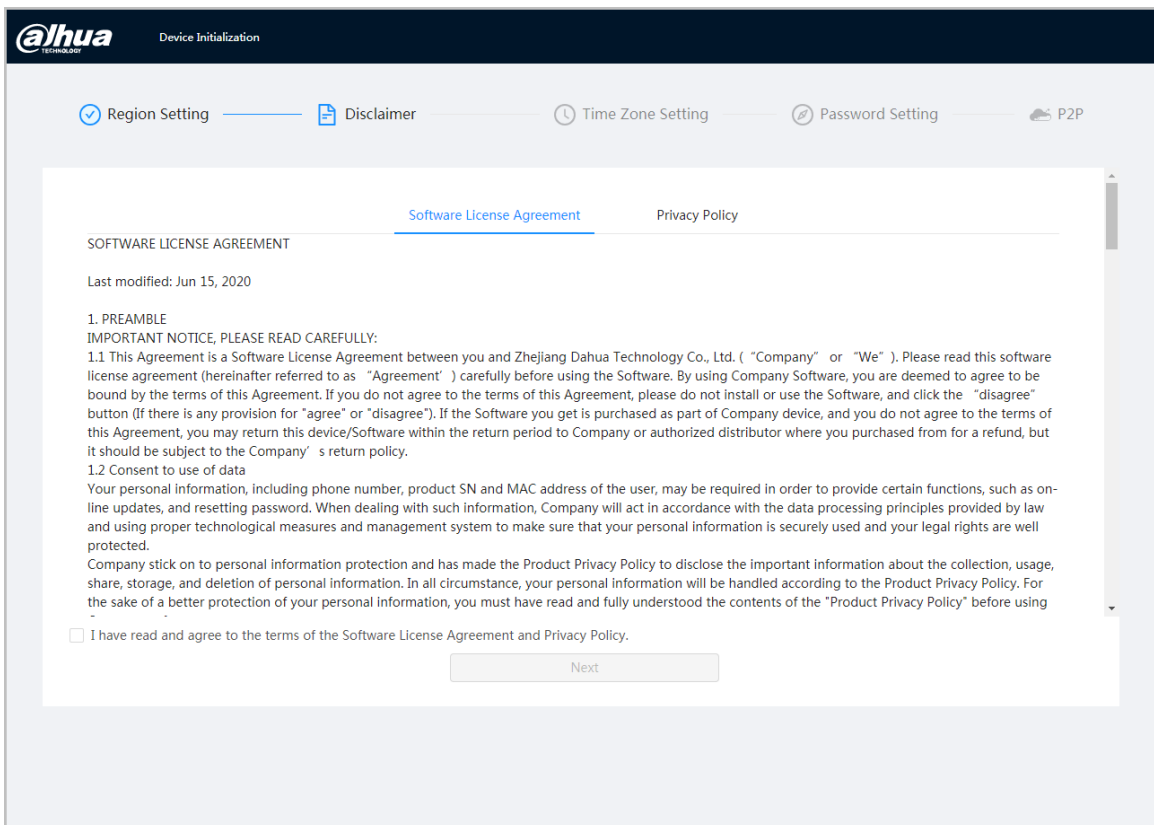 alhua
TECHNOLOGY
Device Initialization
Region Setting
Disclaimer
Time Zone Setting
Password Setting
P2P
Software License Agreement
Privacy Policy
SOFTWARE LICENSE AGREEMENT
Last modified: Jun 15, 2020
1. PREAMBLE
IMPORTANT NOTICE, PLEASE READ CAREFULLY:
1.1 This Agreement is a Software License Agreement between you and Zhejiang Dahua Technology Co., Ltd. ( “Company” or “We” ). Please read this software
license agreement (hereinafter referred to as “Agreement’ ) carefully before using the Software. By using Company Software, you are deemed to agree to be
bound by the terms of this Agreement. If you do not agree to the terms of this Agreement, please do not install or use the Software, and click the “disagree”
button (If there is any provision for "agree" or "disagree"). If the Software you get is purchased as part of Company device, and you do not agree to the terms of
this Agreement, you may return this device/Software within the return period to Company or authorized distributor where you purchased from for a refund, but
it should be subject to the Company’ s return policy.
1.2 Consent to use of data
Your personal information, including phone number, product SN and MAC address of the user, may be required in order to provide certain functions, such as on-
line updates, and resetting password. When dealing with such information, Company will act in accordance with the data processing principles provided by law
and using proper technological measures and management system to make sure that your personal information is securely used and your legal rights are well
protected.
Company stick on to personal information protection and has made the Product Privacy Policy to disclose the important information about the collection, usage,
share, storage, and deletion of personal information. In all circumstance, your personal information will be handled according to the Product Privacy Policy. For
the sake of a better protection of your personal information, you must have read and fully understood the contents of the "Product Privacy Policy" before using
I have read and agree to the terms of the Software License Agreement and Privacy Policy.
Next